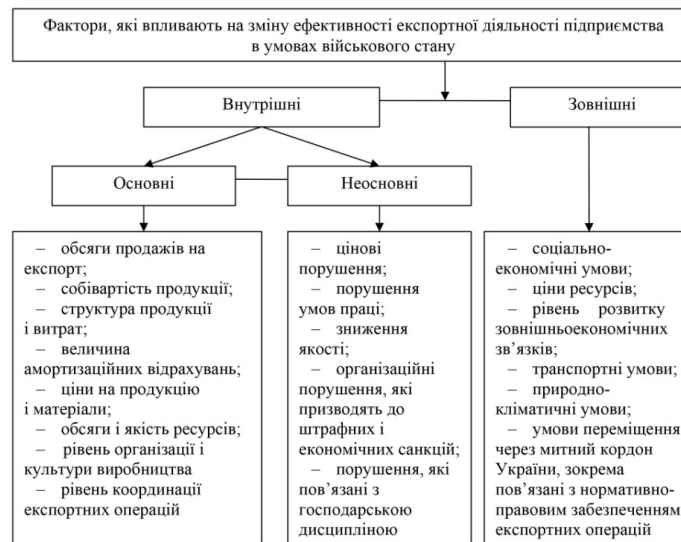 Фактори, які впливають на зміну ефективності експортної діяльності підприємства
в умовах військового стану
Внутрішні
Зовнішні
Основні
Неосновні
– обсяги продажів на
експорт;
– собівартість продукції;
– структура продукції
і витрат;
– величина
амортизаційних відрахувань;
– ціни на продукцію
і матеріали;
– обсяги і якість ресурсів;
– рівень організації і
культури виробництва
– рівень координації
експортних операцій
– цінові
порушення;
– порушення
умов праці;
– зниження
якості;
– організаційні
порушення, які
призводять до
штрафних і
економічних санкцій;
– порушення, які
пов’язані з
господарською
дисципліною
– соціально-
економічні умови;
– ціни ресурсів;
– рівень розвитку
зовнішньоекономічних
зв’язків;
– транспортні умови;
– природно-
кліматичні умови;
– умови переміщення
через митний кордон
України, зокрема
пов’язані з нормативно-
правовим забезпеченням
експортних операцій